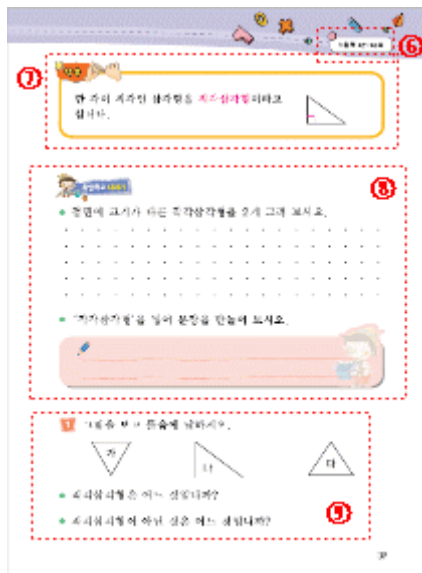 ⑥
⑦
한 각이 직각인 삼각형을 직각삼각형이라고
합니다.
⑧
점판에 크기가 다른 직각삼각형을 2개 그려 보시오.
'직각삼각형'을 넣어 문장을 만들어 보시오.
1 그림을 보고 물음에 답하시오.
가 나 다
직각삼각형은 어느 것입니까?
직각삼각형이 아닌 것은 어느 것입니까?
⑨